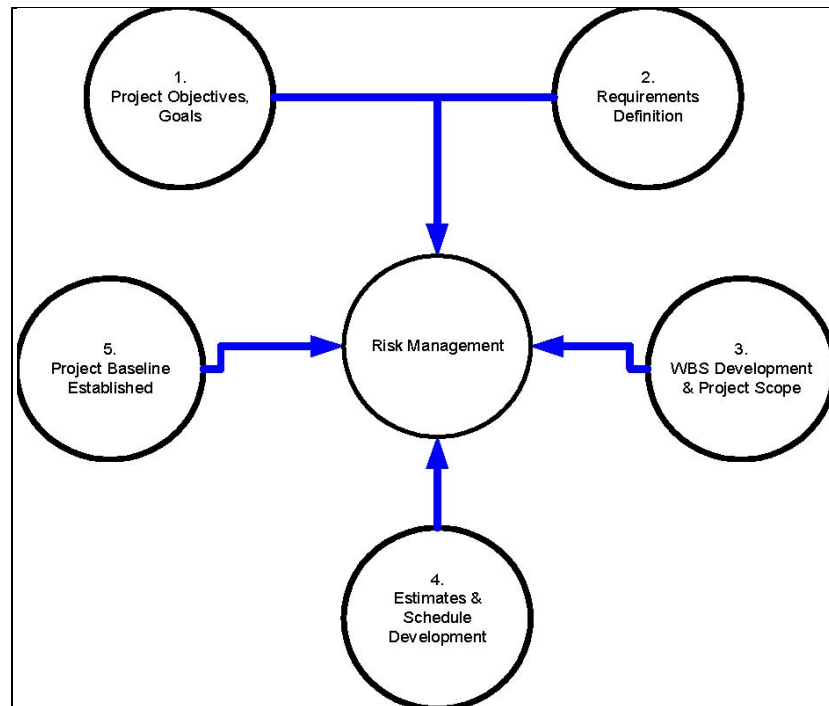 1.
Project Objectives,
Goals
2.
Requirements
Definition
Risk Management
5.
Project Baseline
Established
3.
WBS Development
& Project Scope
4.
Estimates &
Schedule
Development